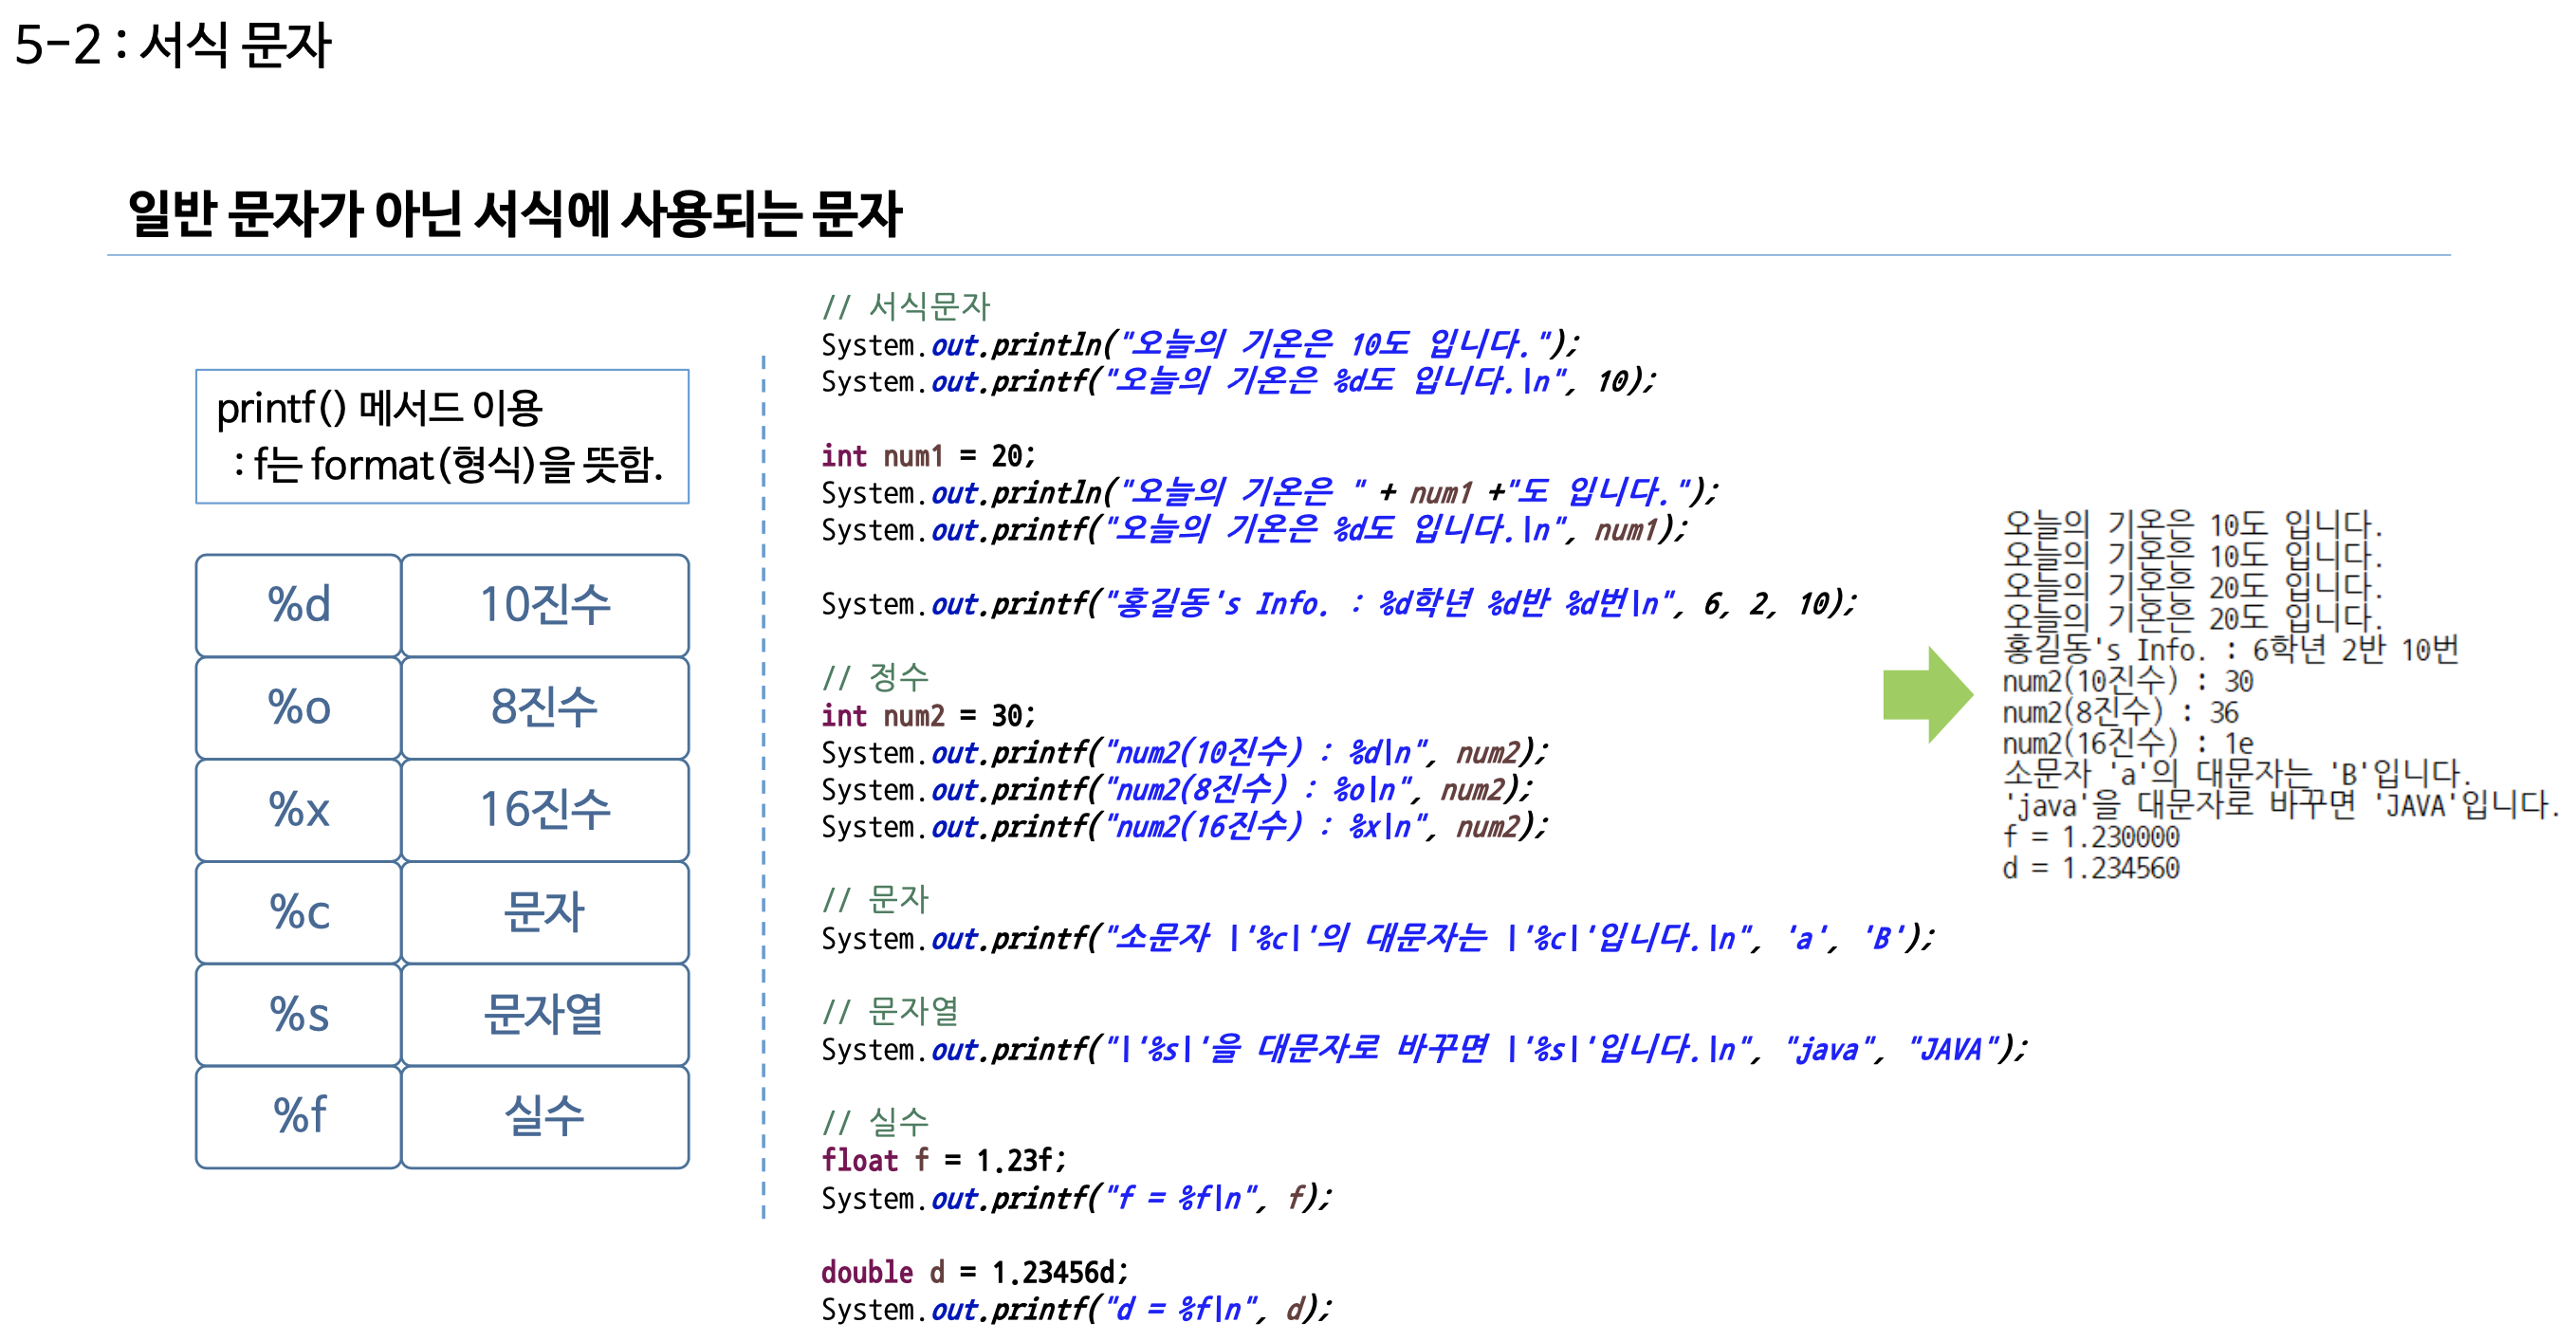 5-2 : 서식 문자
일반 문자가 아닌 서식에 사용되는 문자
printf() 메서드 이용
: f는 format(형식)을 뜻함.
%d 10진수
%o 8진수
%x 16진수
%c 문자
%s 문자열
%f 실수
// 서식문자
System.out.println("오늘의 기온은 10도 입니다.");
System.out.printf("오늘의 기온은 %d도 입니다.\n", 10);
int num1 = 20;
System.out.println("오늘의 기온은 " + num1 +"도 입니다.");
System.out.printf("오늘의 기온은 %d도 입니다.\n", num1);
System.out.printf("홍길동's Info. : %d학년 %d반 %d번\n", 6, 2, 10);
// 정수
int num2 = 30;
System.out.printf("num2(10진수) : %d\n", num2);
System.out.printf("num2(8진수) : %o\n", num2);
System.out.printf("num2(16진수) : %x\n", num2);
// 문자
System.out.printf("소문자 \'%c\'의 대문자는 \'%c\'입니다.\n", 'a', 'B');
// 문자열
System.out.printf("\'%s\'을 대문자로 바꾸면 \'%s\'입니다.\n", "java", "JAVA");
// 실수
float f = 1.23f;
System.out.printf("f = %f\n", f);
double d = 1.23456d;
System.out.printf("d = %f\n", d);
오늘의 기온은 10도 입니다.
오늘의 기온은 10도 입니다.
오늘의 기온은 20도 입니다.
오늘의 기온은 20도 입니다.
홍길동's Info. : 6학년 2반 10번
num2(10진수) : 30
num2(8진수) : 36
num2(16진수) : 1e
소문자 'a'의 대문자는 'B'입니다.
'java'을 대문자로 바꾸면 'JAVA'입니다.
f = 1.230000
d = 1.234560